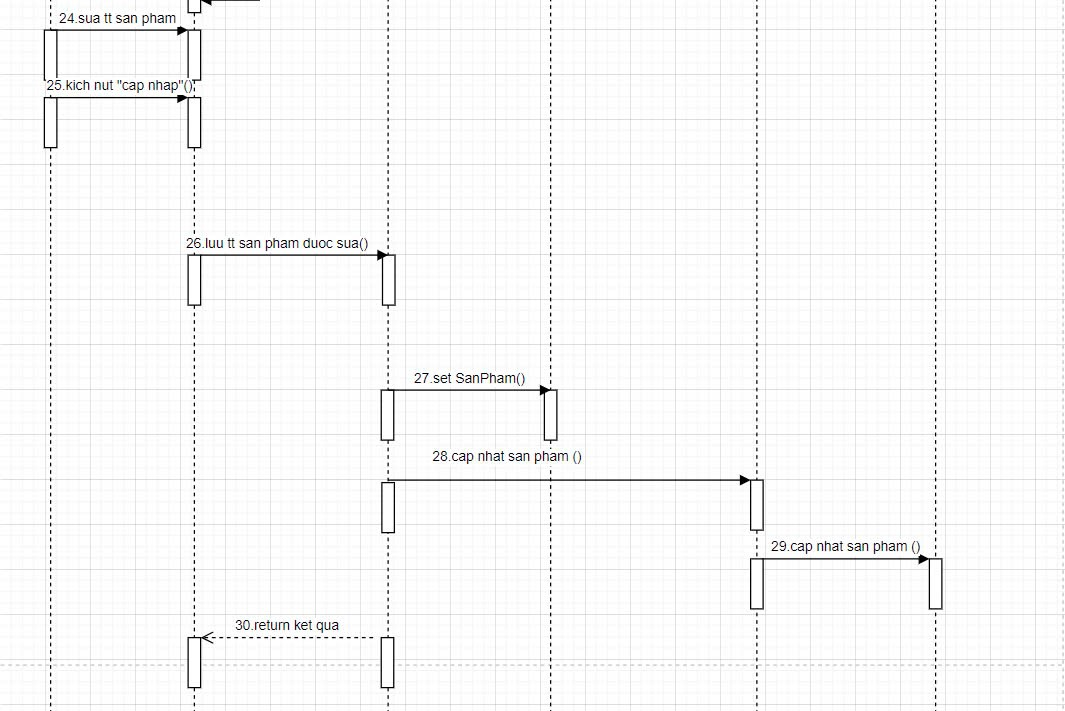 24.sua tt san pham
25.kich nut "cap nhap"()
26.luu tt san pham duoc sua()
27.set SanPham()
28.cap nhat san pham ()
29.cap nhat san pham ()
30.return ket qua